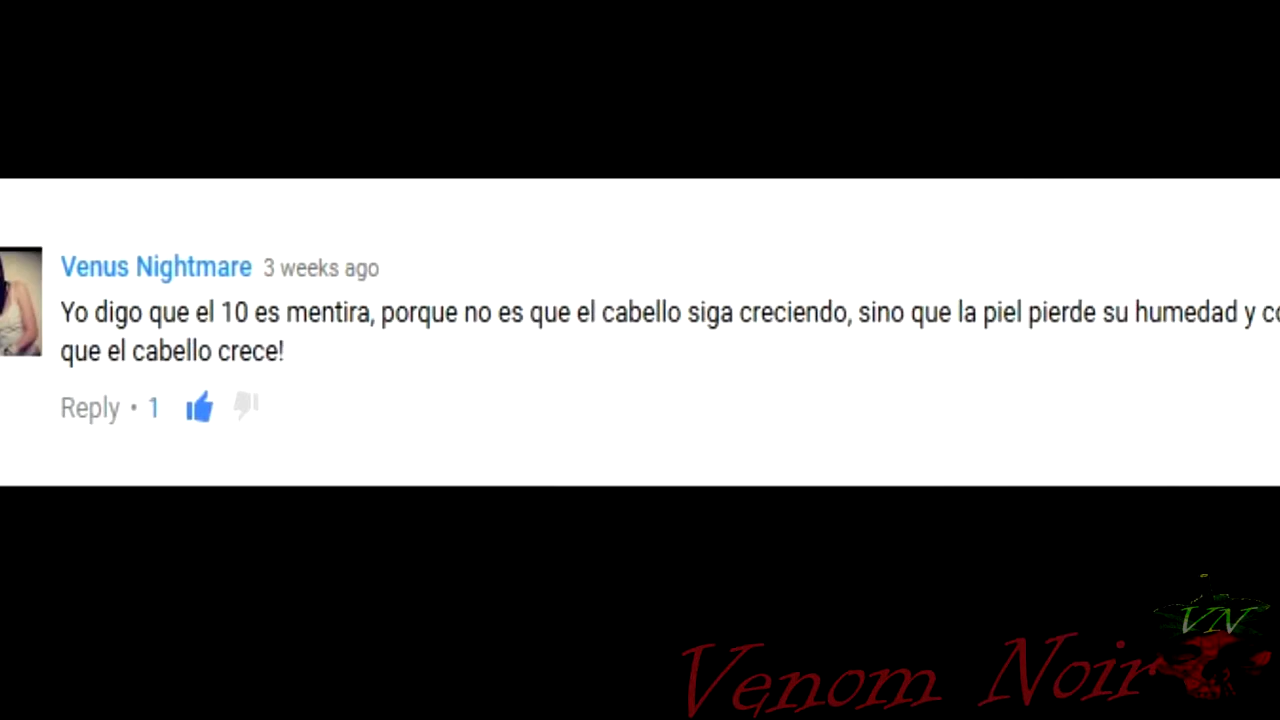 Venus Nightmare 3 weeks ago
Yo digo que el 10 es mentira, porque no es que el cabello siga creciendo, sino que la piel pierde su humedad y
que el cabello crece!
Reply • 1
VN
Venom Noir